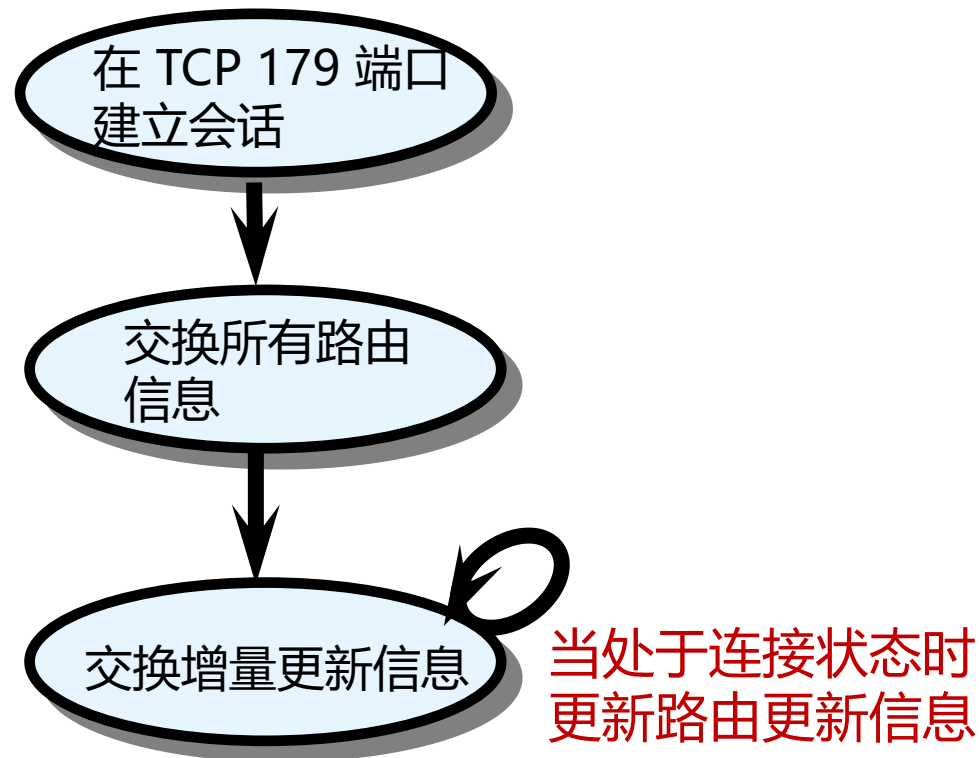 在 TCP 179 端口
建立会话
交换所有路由
信息
交换增量更新信息
当处于连接状态时
更新路由更新信息